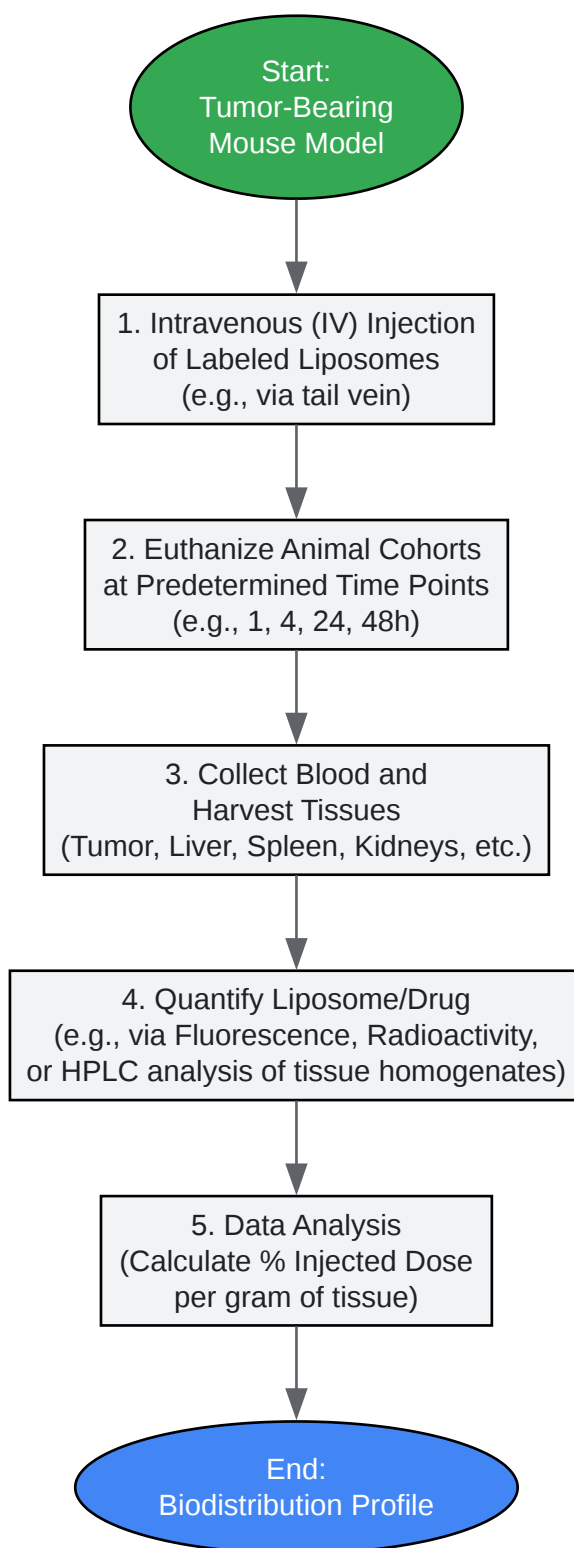 Start:
Tumor-Bearing
Mouse Model
1. Intravenous (IV) Injection
of Labeled Liposomes
(e.g., via tail vein)
2. Euthanize Animal Cohorts
at Predetermined Time Points
(e.g., 1, 4, 24, 48h)
3. Collect Blood and
Harvest Tissues
(Tumor, Liver, Spleen, Kidneys, etc.)
4. Quantify Liposome/Drug
(e.g., via Fluorescence, Radioactivity,
or HPLC analysis of tissue homogenates)
5. Data Analysis
(Calculate % Injected Dose
per gram of tissue)
End:
Biodistribution Profile